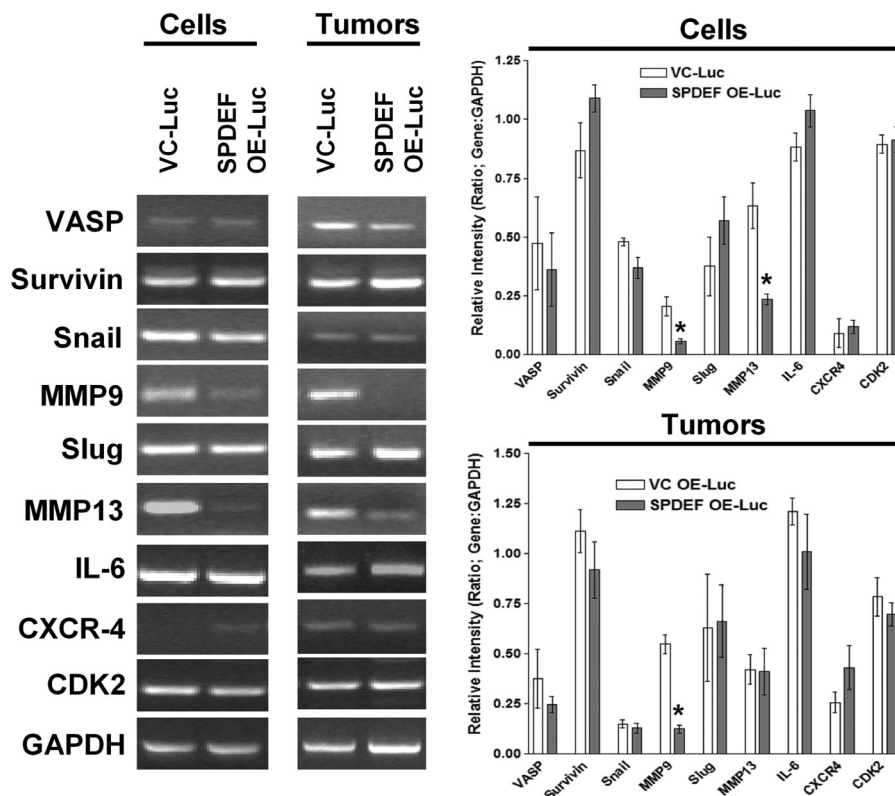 Cells
Tumors
VC-Luc
SPDEF
OE-Luc
VC-Luc
SPDEF
OE-Luc
VASP
Survivin
Snail
MMP9
Slug
MMP13
IL-6
CXCR-4
CDK2
GAPDH
Cells
Relative Intensity (Ratio; Gene:GAPDH)
1.25
1.00
0.75
0.50
0.25
0.00
VC-Luc
SPDEF OE-Luc
*
*
VASP
Survivin
Snail
MMP9
Slug
MMP13
IL-6
CXCR4
CDK2
Tumors
Relative Intensity (Ratio; Gene:GAPDH)
1.50
1.25
1.00
0.75
0.50
0.25
0.00
VC OE-Luc
SPDEF OE-Luc
*
VASP
Survivin
Snail
MMP9
Slug
MMP13
IL-6
CXCR4
CDK2